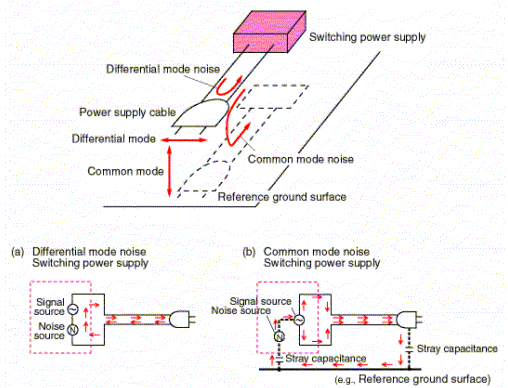 Switching power supply
Differential mode noise
Power supply cable
Differential mode
Common mode noise
Common mode
Reference ground surface
(a) Differential mode noise
Switching power supply
(b) Common mode noise
Switching power supply
Signal
source
Noise
source
N
Signal source
Noise source
N
Stray capacitance
Stray capacitance
(e.g., Reference ground surface)